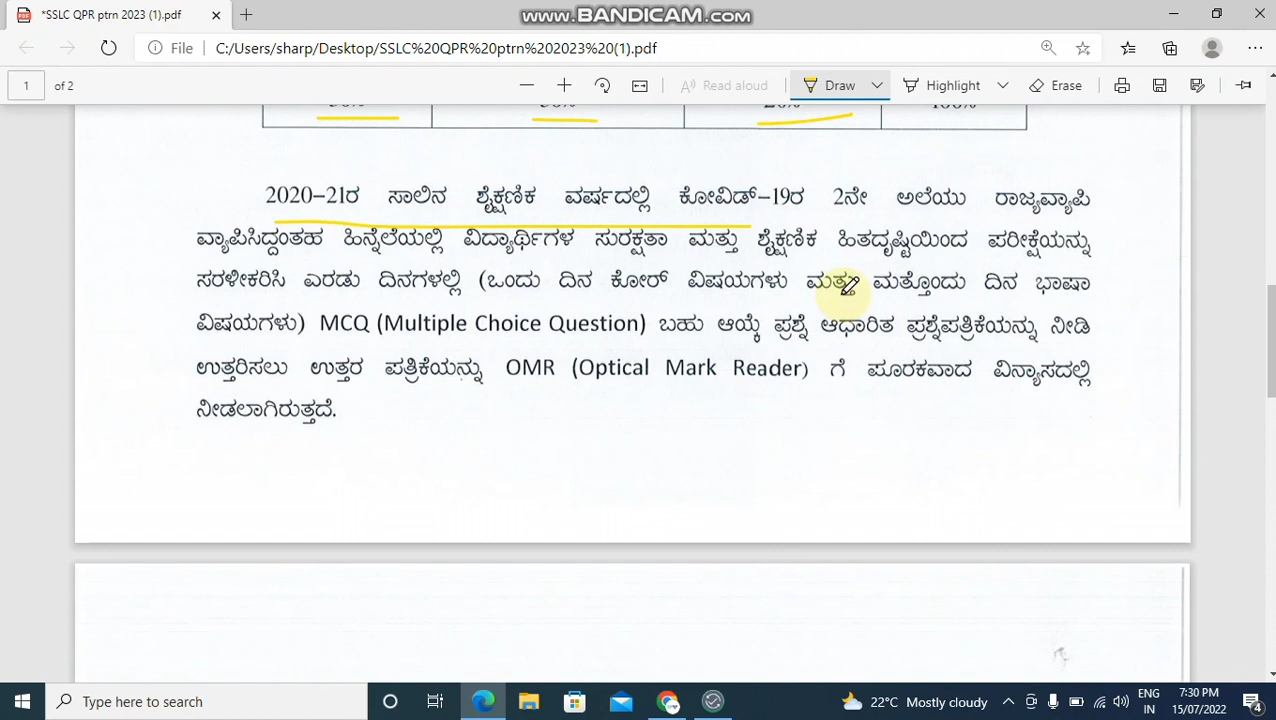 *SSLC QPR ptrn 2023 (1).pdf
www.BANDICAM.com
File C:/Users/sharp/Desktop/SSLC%20QPR%20ptrn%202023%20(1).pdf
1 of 2 Read aloud Draw Highlight Erase
2020–21ರ ಸಾಲಿನ ಶೈಕ್ಷಣಿಕ ವರ್ಷದಲ್ಲಿ ಕೋವಿಡ್–19ರ 2ನೇ ಅಲೆಯು ರಾಜ್ಯವ್ಯಾಪಿ
ವ್ಯಾಪಿಸಿದ್ದಂತಹ ಹಿನ್ನೆಲೆಯಲ್ಲಿ ವಿದ್ಯಾರ್ಥಿಗಳ ಸುರಕ್ಷತಾ ಮತ್ತು ಶೈಕ್ಷಣಿಕ ಹಿತದೃಷ್ಟಿಯಿಂದ ಪರೀಕ್ಷೆಯನ್ನು
ಸರಳೀಕರಿಸಿ ಎರಡು ದಿನಗಳಲ್ಲಿ (ಒಂದು ದಿನ ಕೋರ್ ವಿಷಯಗಳು ಮತ್ತು ಮತ್ತೊಂದು ದಿನ ಭಾಷಾ
ವಿಷಯಗಳು) MCQ (Multiple Choice Question) ಬಹು ಆಯ್ಕೆ ಪ್ರಶ್ನೆ ಆಧಾರಿತ ಪ್ರಶ್ನೆಪತ್ರಿಕೆಯನ್ನು ನೀಡಿ
ಉತ್ತರಿಸಲು ಉತ್ತರ ಪತ್ರಿಕೆಯನ್ನು OMR (Optical Mark Reader) ಗೆ ಪೂರಕವಾದ ವಿನ್ಯಾಸದಲ್ಲಿ
ನೀಡಲಾಗಿರುತ್ತದೆ.
Type here to search 22°C Mostly cloudy ENG 7:30 PM
IN 15/07/2022 4